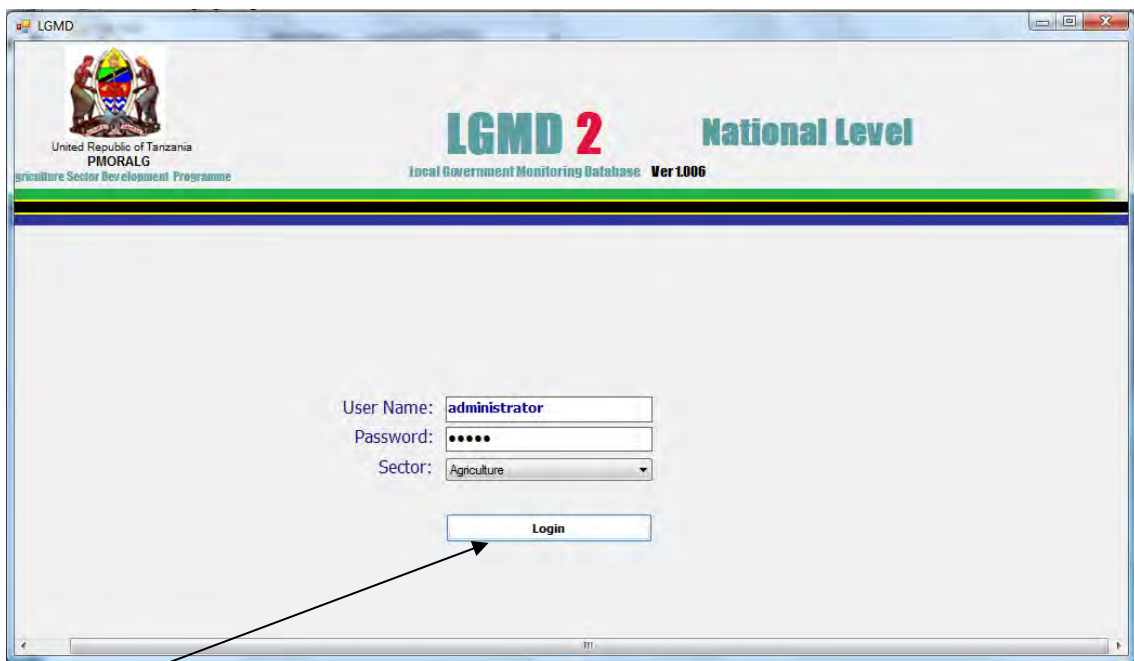 LGMD
United Republic of Tanzania
PMORALG
griculture Sector Development Programme
LGMD 2 National Level
Local Government Monitoring Database Ver 1.006
User Name: administrator
Password: •••••
Sector: Agriculture
Login